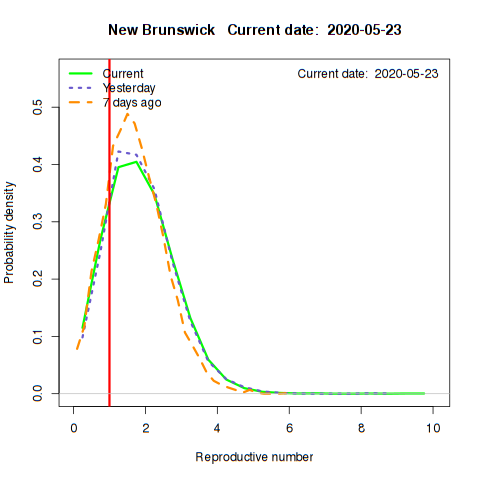 New Brunswick   Current date:  2020-05-23
Current
Yesterday
7 days ago
Current date:  2020-05-23
Probability density
0.5
0.4
0.3
0.2
0.1
0.0
0 2 4 6 8 10
Reproductive number